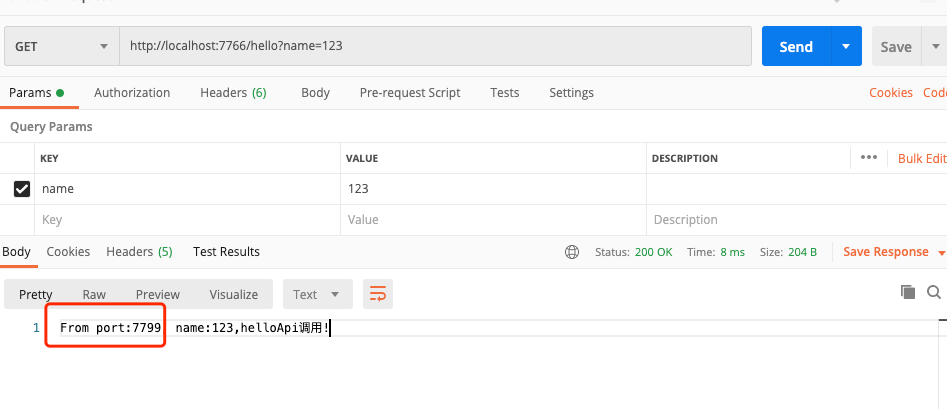 GET http://localhost:7766/hello?name=123 Send Save
Params Authorization Headers (6) Body Pre-request Script Tests Settings Cookies Cod
Query Params
KEY VALUE DESCRIPTION ••• Bulk Edit
name 123
Key Value Description
Body Cookies Headers (5) Test Results Status: 200 OK Time: 8 ms Size: 204 B Save Response
Pretty Raw Preview Visualize Text
1 From port:7799, name:123,helloApi调用!